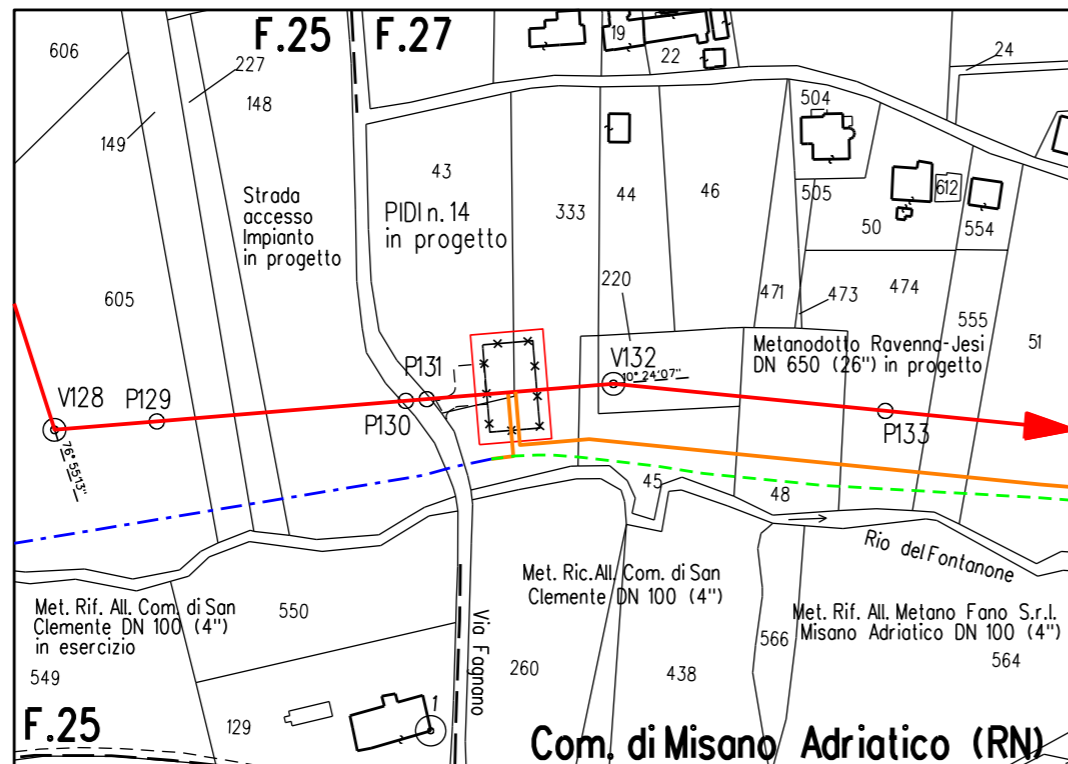 606
F.25
F.27
19
22
24
227
148
149
504
43
44
46
Strada
accesso
Impianto
in progetto
PIDI n. 14
in progetto
333
505
612
50
554
605
220
471
473
474
555
51
Metanodotto Ravenna-Jesi
DN 650 (26") in progetto
V128
P129
P131
P130
V132
10° 24'07"
P133
76° 55'13"
45
48
Rio del Fontanone
Met. Rif. All. Com. di San
Clemente DN 100 (4")
in esercizio
550
Met. Ric.All. Com. di San
Clemente DN 100 (4")
Met. Rif. All. Metano Fano S.r.l.
Misano Adriatico DN 100 (4")
Via Fagnano
549
260
438
566
564
F.25
129
1
Com. di Misano Adriatico (RN)